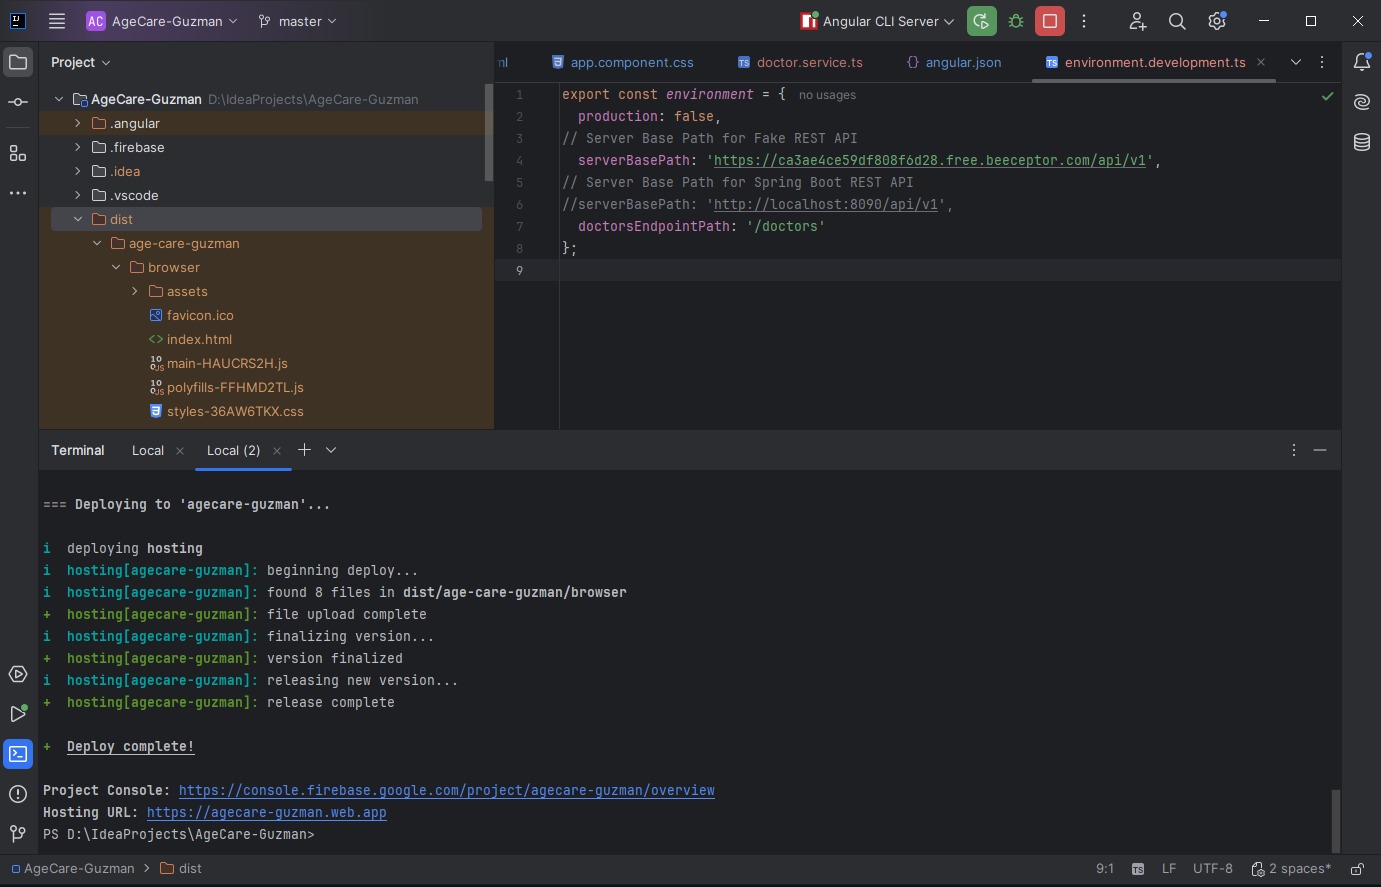 AC AgeCare-Guzman master Angular CLI Server
Project
AgeCare-Guzman D:\IdeaProjects\AgeCare-Guzman
.angular
.firebase
.idea
.vscode
dist
age-care-guzman
browser
assets
favicon.ico
index.html
main-HAUCRS2H.js
polyfills-FFHMD2TL.js
styles-36AW6TKX.css
nl app.component.css doctor.service.ts angular.json environment.development.ts
1 export const environment = { no usages
2 production: false,
3 // Server Base Path for Fake REST API
4 serverBasePath: 'https://ca3ae4ce59df808f6d28.free.beeceptor.com/api/v1',
5 // Server Base Path for Spring Boot REST API
6 //serverBasePath: 'http://localhost:8090/api/v1',
7 doctorsEndpointPath: '/doctors'
8 };
9
Terminal Local Local (2)
=== Deploying to 'agecare-guzman'...
i deploying hosting
i hosting[agecare-guzman]: beginning deploy...
i hosting[agecare-guzman]: found 8 files in dist/age-care-guzman/browser
+ hosting[agecare-guzman]: file upload complete
i hosting[agecare-guzman]: finalizing version...
+ hosting[agecare-guzman]: version finalized
i hosting[agecare-guzman]: releasing new version...
+ hosting[agecare-guzman]: release complete
+ Deploy complete!
Project Console: https://console.firebase.google.com/project/agecare-guzman/overview
Hosting URL: https://agecare-guzman.web.app
PS D:\IdeaProjects\AgeCare-Guzman>
AgeCare-Guzman > dist 9:1 TS LF UTF-8 2 spaces*